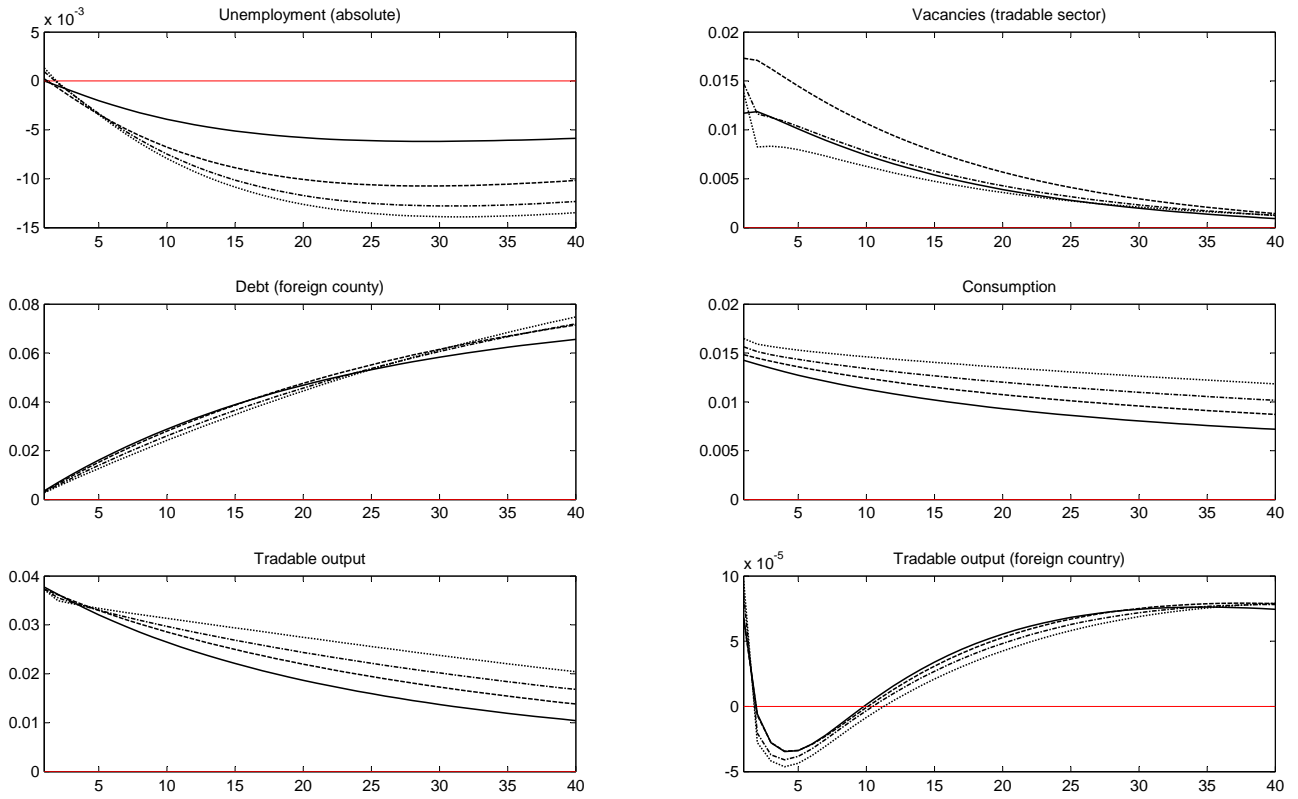 Unemployment (absolute)
x 10^-3
5
0
-5
-10
-15
5 10 15 20 25 30 35 40
Vacancies (tradable sector)
0.02
0.015
0.01
0.005
0
5 10 15 20 25 30 35 40
Debt (foreign county)
0.08
0.06
0.04
0.02
0
5 10 15 20 25 30 35 40
Consumption
0.02
0.015
0.01
0.005
0
5 10 15 20 25 30 35 40
Tradable output
0.04
0.03
0.02
0.01
0
5 10 15 20 25 30 35 40
Tradable output (foreign country)
x 10^-5
10
5
0
-5
5 10 15 20 25 30 35 40